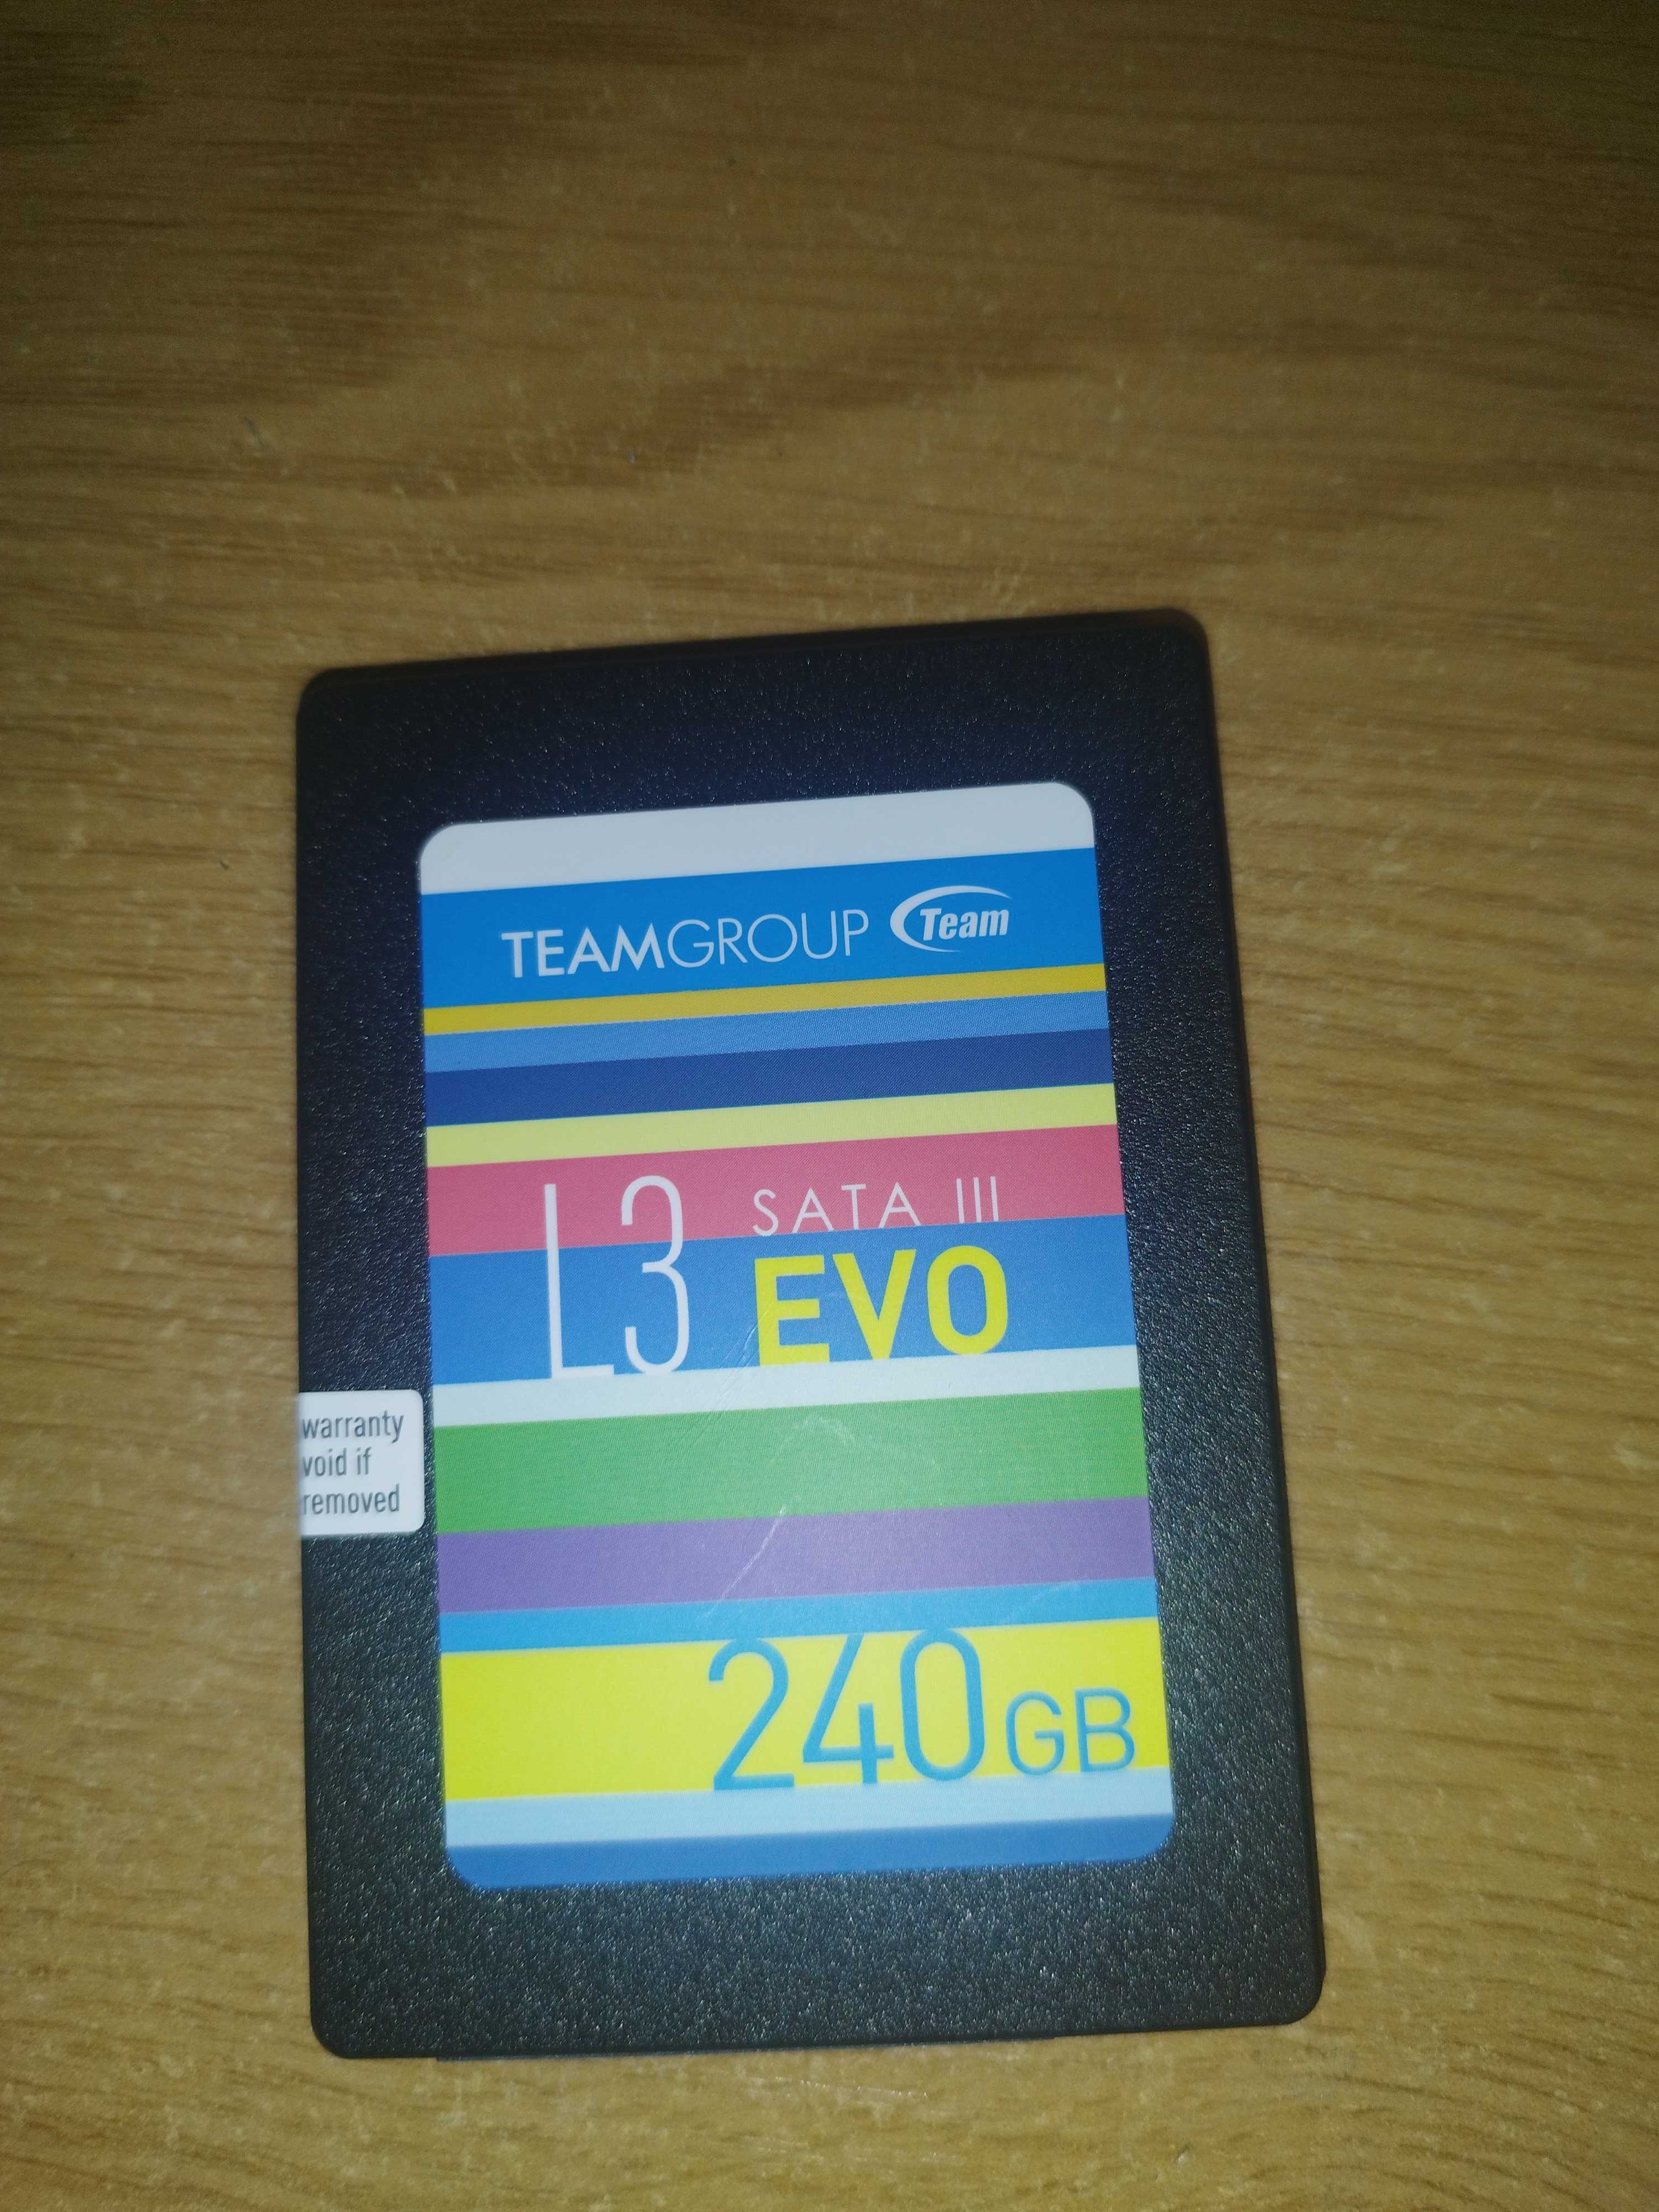 TEAMGROUP Team
L3 SATA III
EVO
warranty
void if
removed
240GB